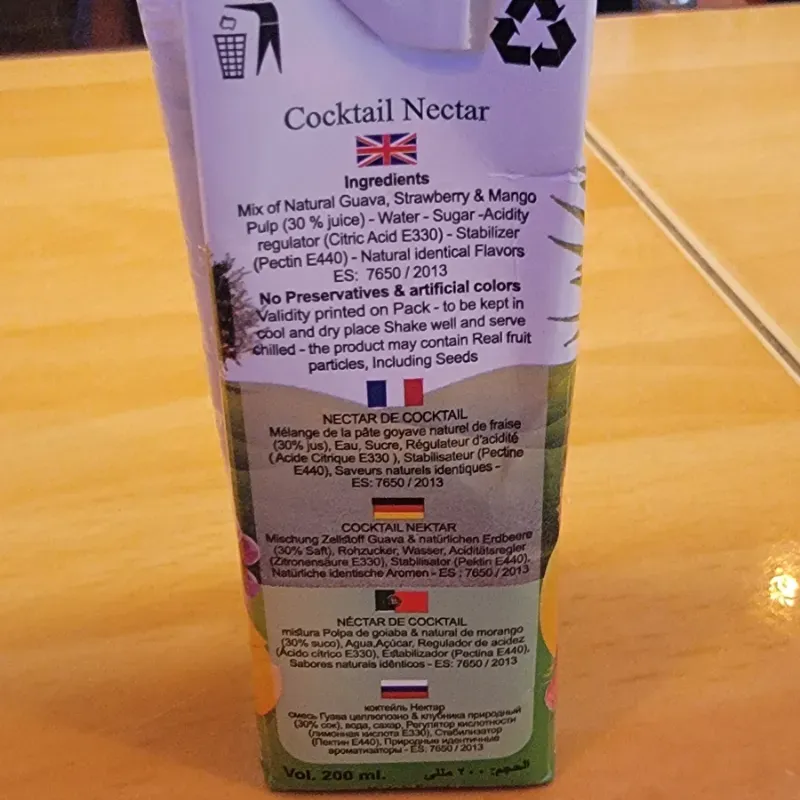 Cocktail Nectar
Ingredients
Mix of Natural Guava, Strawberry & Mango
Pulp (30 % juice) - Water - Sugar -Acidity
regulator (Citric Acid E330) - Stabilizer
(Pectin E440) - Natural identical Flavors
ES: 7650 / 2013
No Preservatives & artificial colors
Validity printed on Pack - to be kept in
cool and dry place Shake well and serve
chilled - the product may contain Real fruit
particles, Including Seeds
NECTAR DE COCKTAIL
Mélange de la pâte goyave naturel de fraise
(30% jus), Eau, Sucre, Régulateur d'acidité
(Acide Citrique E330 ), Stabilisateur (Pectine
E440), Saveurs naturels identiques -
ES: 7650 / 2013
COCKTAIL NEKTAR
Mischung Zellstoff Guava & natürlichen Erdbeere
(30% Saft), Rohzucker, Wasser, Aciditätsregler
(Zitronensäure E330), Stabilisator (Pektin E440),
Natürliche identische Aromen - ES : 7650 / 2013
NÉCTAR DE COCKTAIL
mistura Polpa de goiaba & natural de morango
(30% suco), Agua,Açúcar, Regulador de acidez
(Ácido cítrico E330), Estabilizador (Pectina E440),
Sabores naturais idênticos - ES: 7650 / 2013
коктейль Нектар
смесь Гуава целлюлозно & клубника природный
(30% сок), вода, сахар, Регулятор кислотности
(лимонная кислота E330), Стабилизатор
(Пектин E440), Природные идентичные
ароматизаторы - ES: 7650 / 2013
Vol. 200 ml.
الحجم: ٢٠٠ مللى